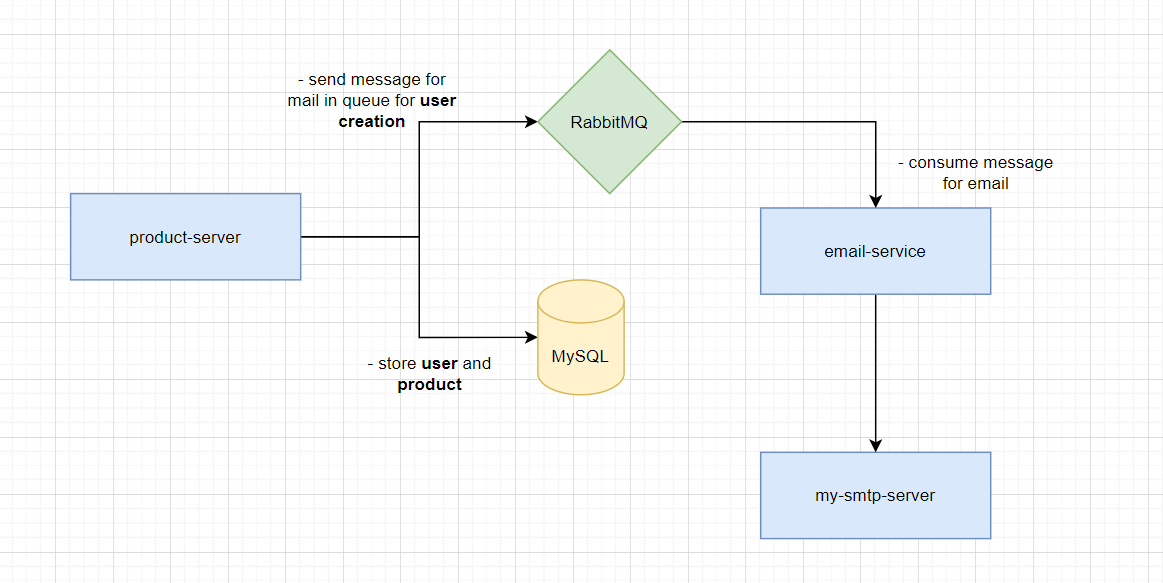 - send message for
mail in queue for user
creation
RabbitMQ
- consume message
for email
product-server
email-service
MySQL
- store user and
product
my-smtp-server